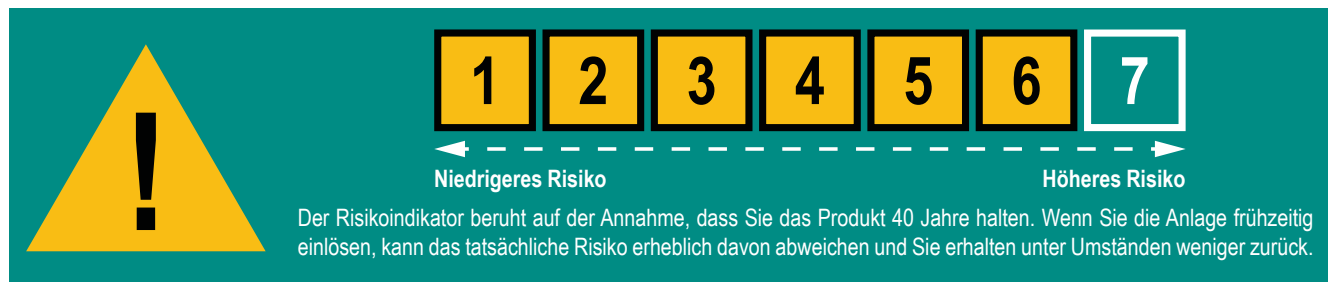 !
1 2 3 4 5 6 7
Niedrigeres Risiko Höheres Risiko
Der Risikoindikator beruht auf der Annahme, dass Sie das Produkt 40 Jahre halten. Wenn Sie die Anlage frühzeitig
einlösen, kann das tatsächliche Risiko erheblich davon abweichen und Sie erhalten unter Umständen weniger zurück.